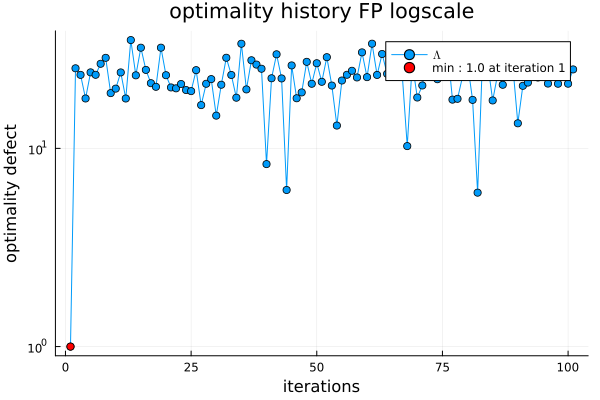 optimality history FP logscale
Λ
min : 1.0 at iteration 1
optimality defect
10¹
10⁰
0 25 50 75 100
iterations